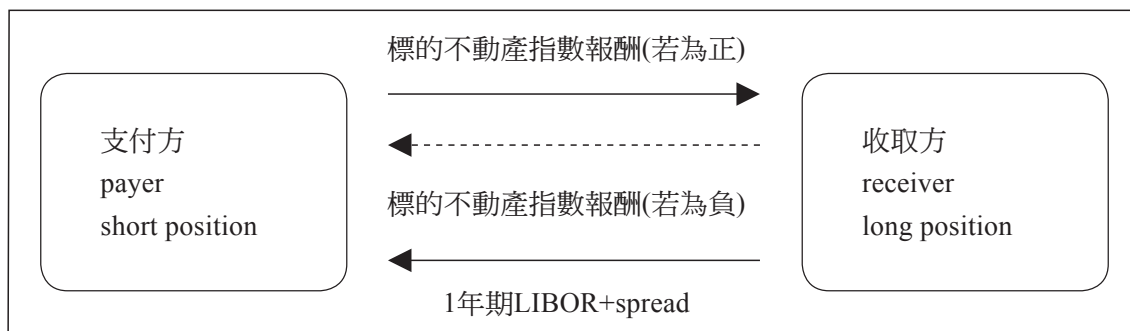 標的不動產指數報酬(若為正)
支付方
payer
short position
標的不動產指數報酬(若為負)
1年期LIBOR+spread
收取方
receiver
long position